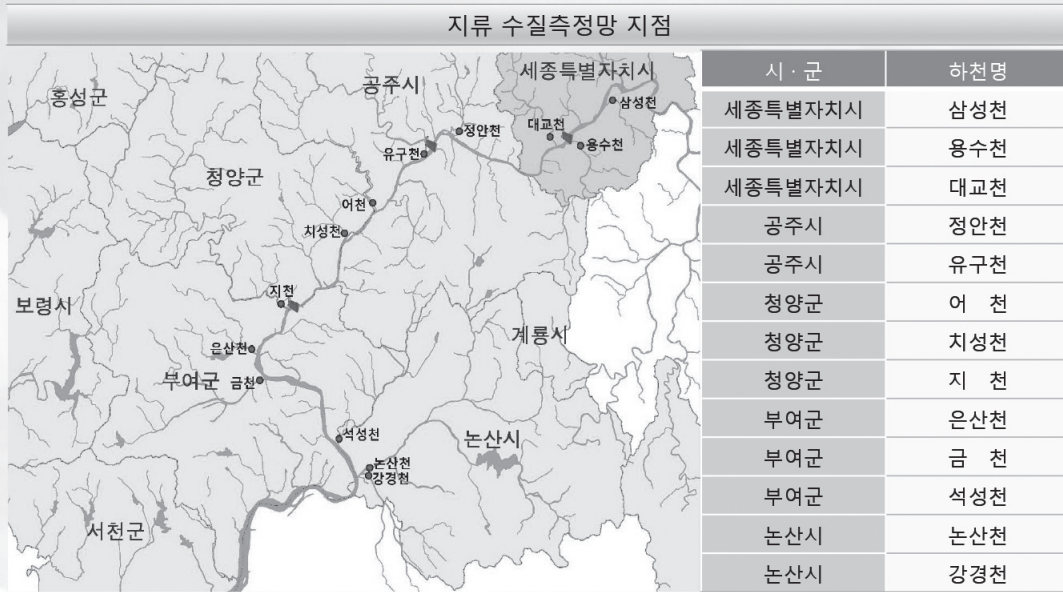 지류 수질측정망 지점
세종특별자치시
공주시
홍성군
삼성천
대교천
정안천
용수천
유구천
청양군
어천
치성천
지천
보령시
계룡시
은산천
부여군 금천
석성천
논산시
논산천
강경천
서천군
시 · 군 하천명
세종특별자치시 삼성천
세종특별자치시 용수천
세종특별자치시 대교천
공주시 정안천
공주시 유구천
청양군 어 천
청양군 치성천
청양군 지 천
부여군 은산천
부여군 금 천
부여군 석성천
논산시 논산천
논산시 강경천